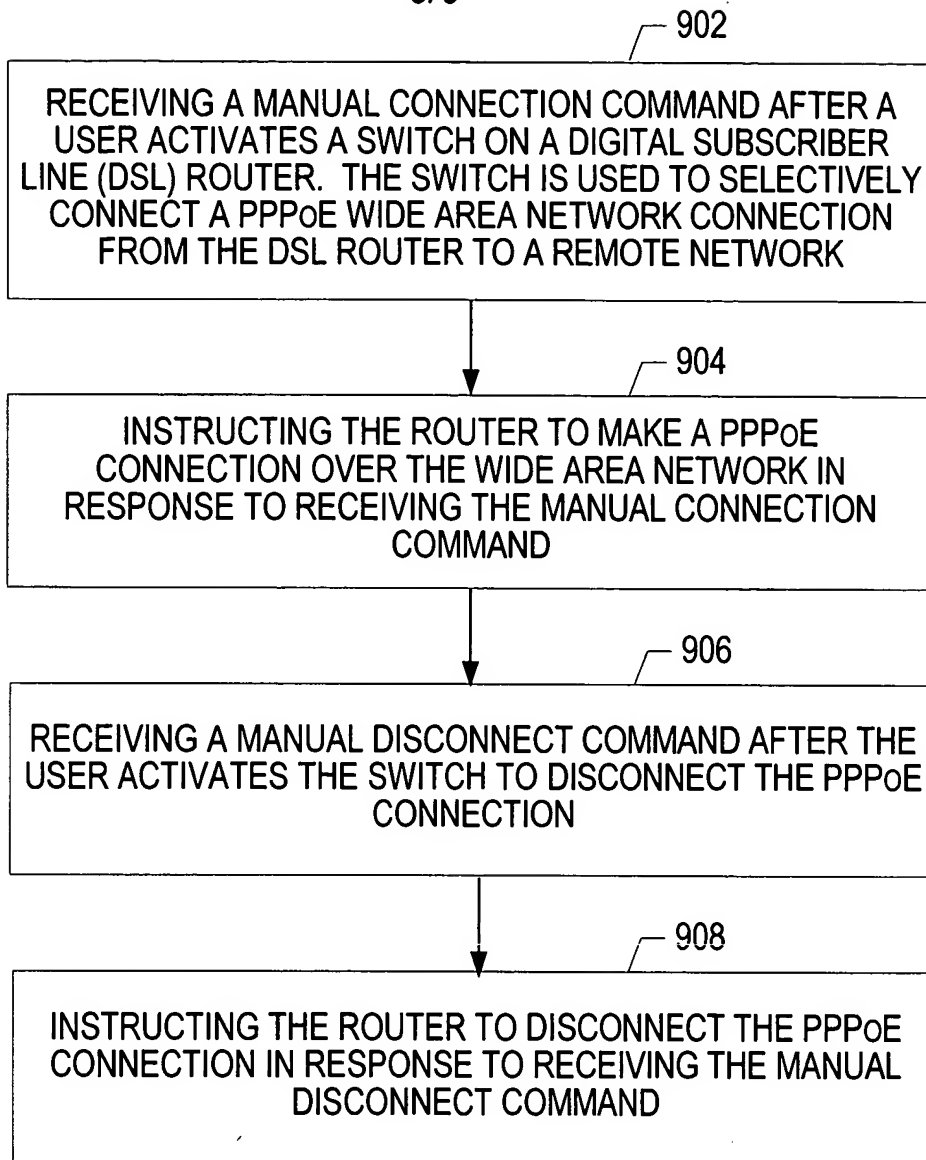 902
RECEIVING A MANUAL CONNECTION COMMAND AFTER A
USER ACTIVATES A SWITCH ON A DIGITAL SUBSCRIBER
LINE (DSL) ROUTER. THE SWITCH IS USED TO SELECTIVELY
CONNECT A PPPoE WIDE AREA NETWORK CONNECTION
FROM THE DSL ROUTER TO A REMOTE NETWORK
904
INSTRUCTING THE ROUTER TO MAKE A PPPoE
CONNECTION OVER THE WIDE AREA NETWORK IN
RESPONSE TO RECEIVING THE MANUAL CONNECTION
COMMAND
906
RECEIVING A MANUAL DISCONNECT COMMAND AFTER THE
USER ACTIVATES THE SWITCH TO DISCONNECT THE PPPoE
CONNECTION
908
INSTRUCTING THE ROUTER TO DISCONNECT THE PPPoE
CONNECTION IN RESPONSE TO RECEIVING THE MANUAL
DISCONNECT COMMAND